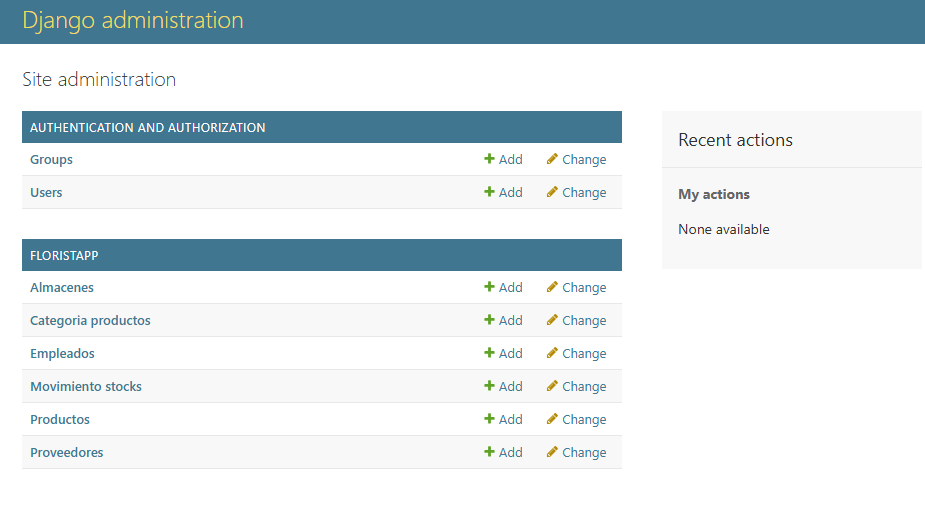 Django administration
Site administration
AUTHENTICATION AND AUTHORIZATION
Groups Add Change
Users Add Change
FLORISTAPP
Almacenes Add Change
Categoria productos Add Change
Empleados Add Change
Movimiento stocks Add Change
Productos Add Change
Proveedores Add Change
Recent actions
My actions
None available